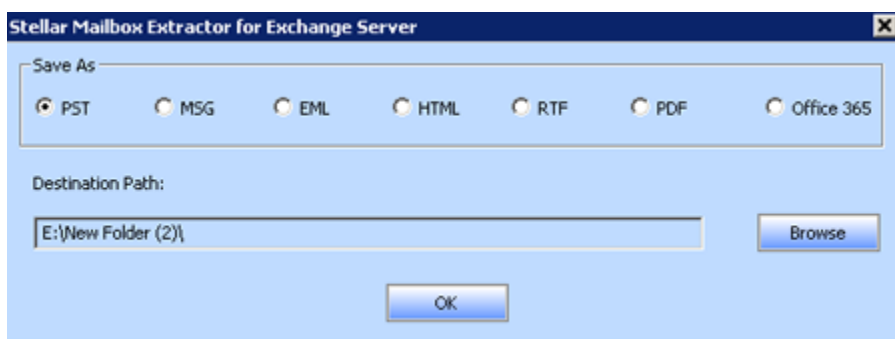 Stellar Mailbox Extractor for Exchange Server
Save As
PST MSG EML HTML RTF PDF Office 365
Destination Path:
E:\New Folder (2)\
Browse
OK